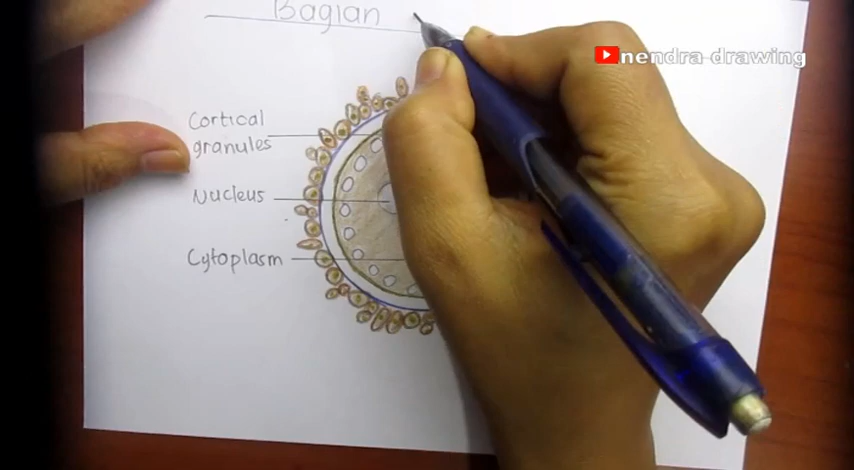 Bagian
nendra drawing
Cortical
granules
Nucleus
Cytoplasm